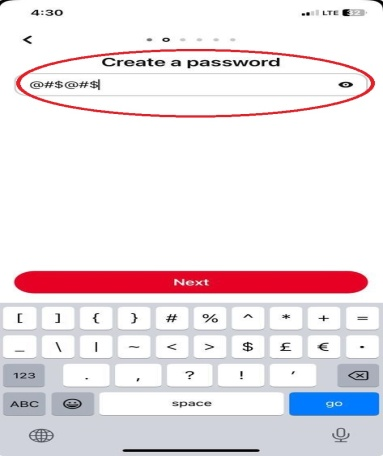 4:30
LTE 32
Create a password
@#$@#$
Next
[ ] { } # % ^ * + =
_ \ | ~ < > $ £ € •
123 . , ? ! ′
ABC space go